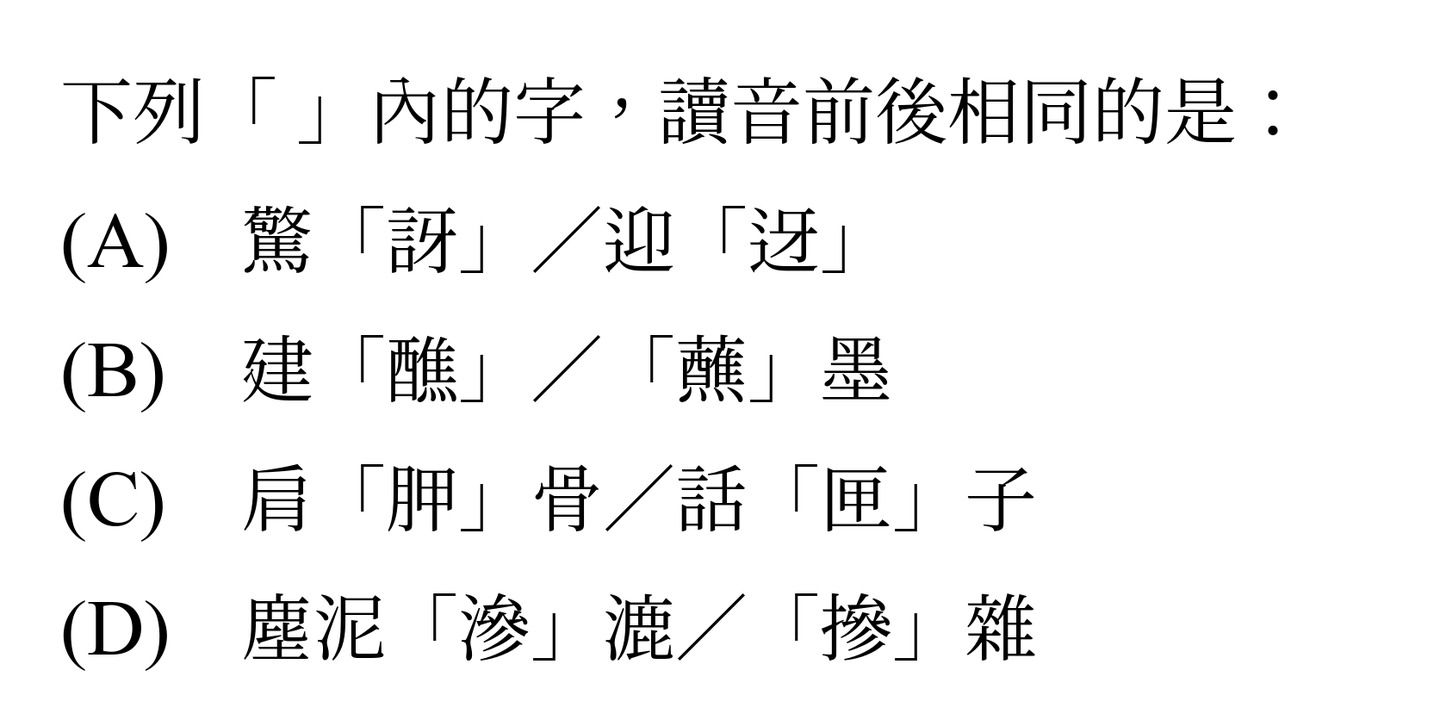 下列「 」內的字，讀音前後相同的是：
(A) 驚「訝」／迎「迓」
(B) 建「醮」／「蘸」墨
(C) 肩「胛」骨／話「匣」子
(D) 塵泥「滲」漉／「摻」雜